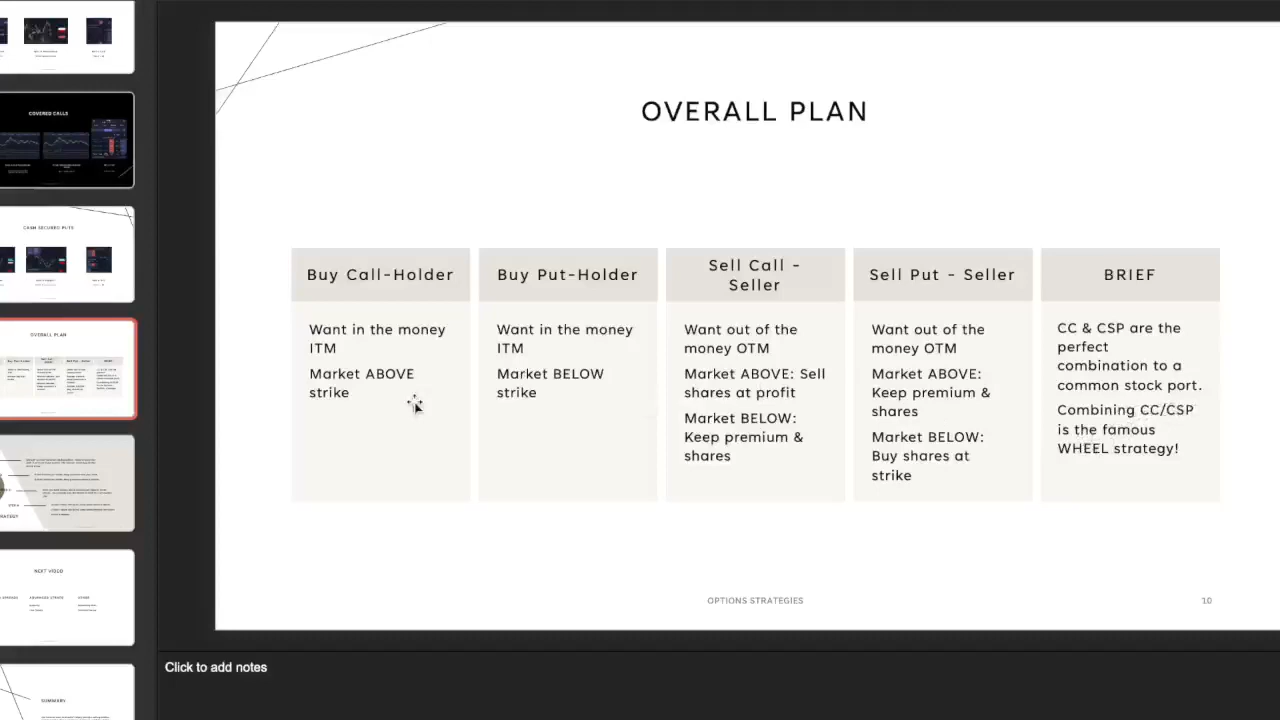 COVERED CALLS
CASH SECURED PUTS
OVERALL PLAN
NEXT VIDEO
SUMMARY
OVERALL PLAN
Buy Call-Holder
Want in the money
ITM
Market ABOVE
strike
Buy Put-Holder
Want in the money
ITM
Market BELOW
strike
Sell Call -
Seller
Want out of the
money OTM
Market ABOVE: Sell
shares at profit
Market BELOW:
Keep premium &
shares
Sell Put - Seller
Want out of the
money OTM
Market ABOVE:
Keep premium &
shares
Market BELOW:
Buy shares at
strike
BRIEF
CC & CSP are the
perfect
combination to a
common stock port.
Combining CC/CSP
is the famous
WHEEL strategy!
OPTIONS STRATEGIES
10
Click to add notes